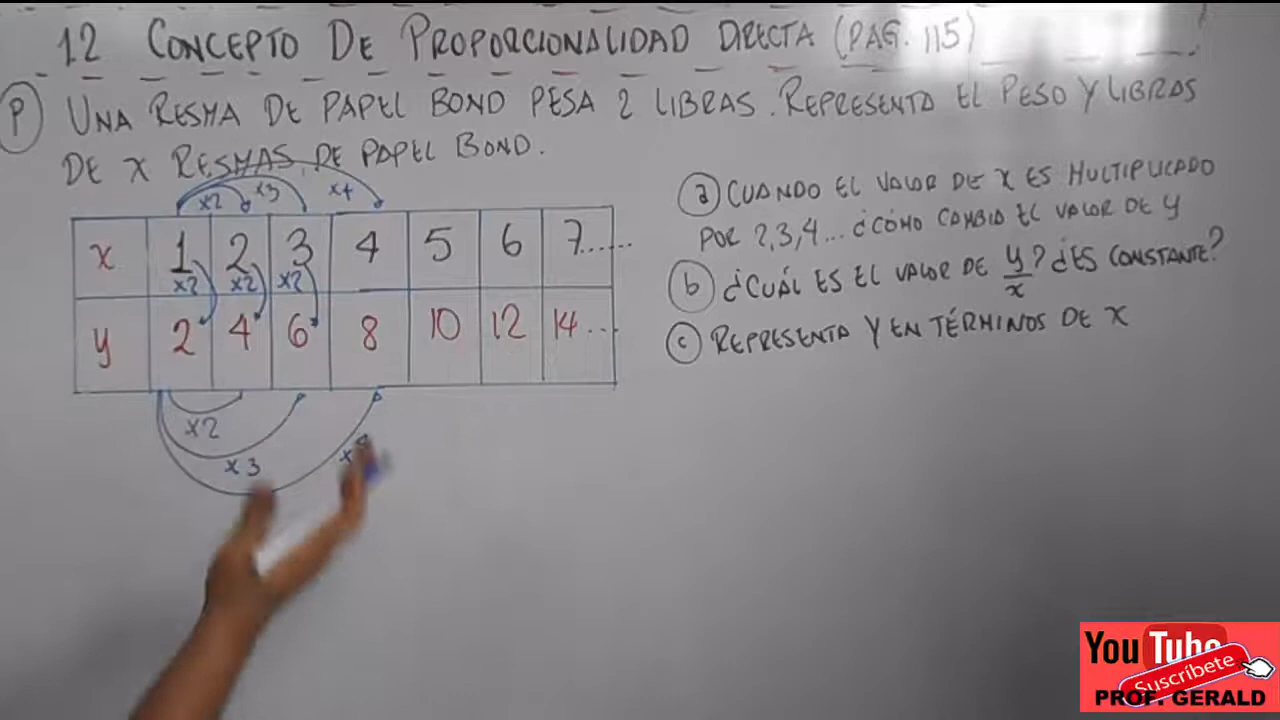 12 CONCEPTO DE PROPORCIONALIDAD DIRECTA (PAG. 115)
P UNA RESMA DE PAPEL BOND PESA 2 LIBRAS. REPRESENTA EL PESO Y LIBRAS
DE X RESMAS DE PAPEL BOND.
x2 x3 x4
x 1 2 3 4 5 6 7.....
x2 x2 x2
y 2 4 6 8 10 12 14...
x2
x3
a CUANDO EL VALOR DE X ES MULTIPLICADO
POR 2,3,4... ¿CÓMO CAMBIA EL VALOR DE Y
b ¿CUÁL ES EL VALOR DE y/x? ¿ES CONSTANTE?
c REPRESENTA Y EN TÉRMINOS DE X
YouTube
Suscríbete
PROF. GERALD